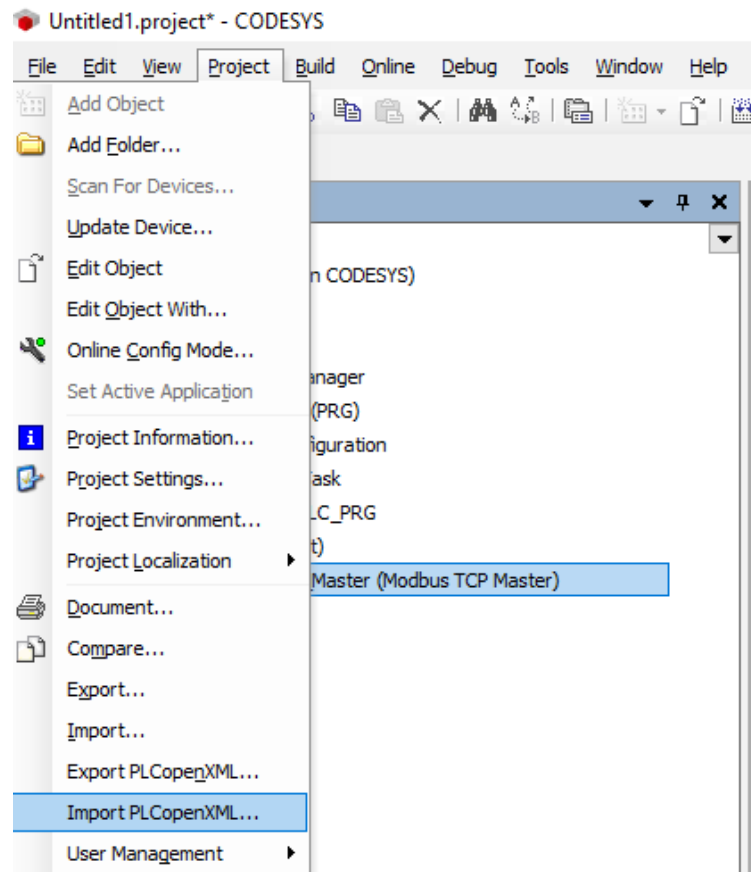 Untitled1.project* - CODESYS
File Edit View Project Build Online Debug Tools Window Help
Add Object
Add Folder...
Scan For Devices...
Update Device...
Edit Object
n CODESYS)
Edit Object With...
Online Config Mode...
anager
Set Active Application
(PRG)
Project Information...
iguration
Project Settings...
ask
Project Environment...
LC_PRG
Project Localization
t)
Master (Modbus TCP Master)
Document...
Compare...
Export...
Import...
Export PLCopenXML...
Import PLCopenXML...
User Management